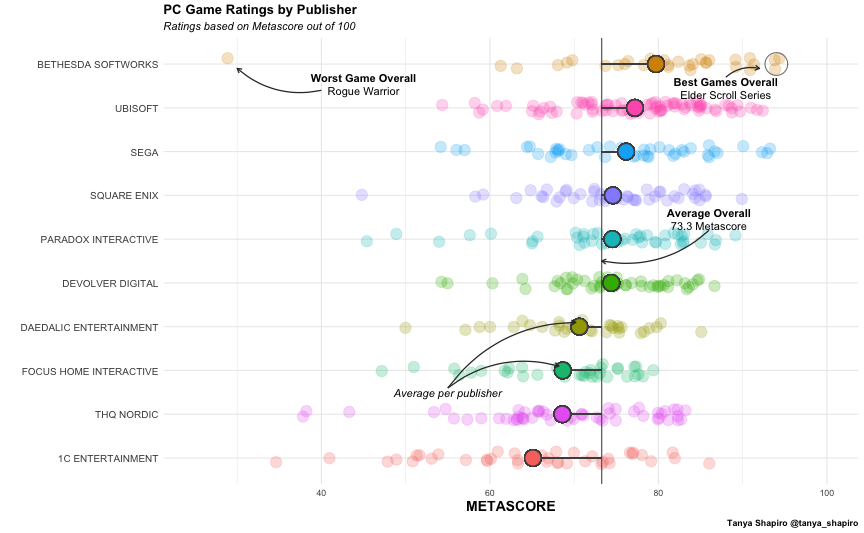 PC Game Ratings by Publisher
Ratings based on Metascore out of 100
BETHESDA SOFTWORKS
Worst Game Overall
Rogue Warrior
Best Games Overall
Elder Scroll Series
UBISOFT
SEGA
SQUARE ENIX
Average Overall
73.3 Metascore
PARADOX INTERACTIVE
DEVOLVER DIGITAL
DAEDALIC ENTERTAINMENT
FOCUS HOME INTERACTIVE
Average per publisher
THQ NORDIC
1C ENTERTAINMENT
40 60 80 100
METASCORE
Tanya Shapiro @tanya_shapiro